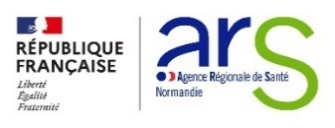 RÉPUBLIQUE
FRANÇAISE
Liberté
Égalité
Fraternité
ars
Agence Régionale de Santé
Normandie